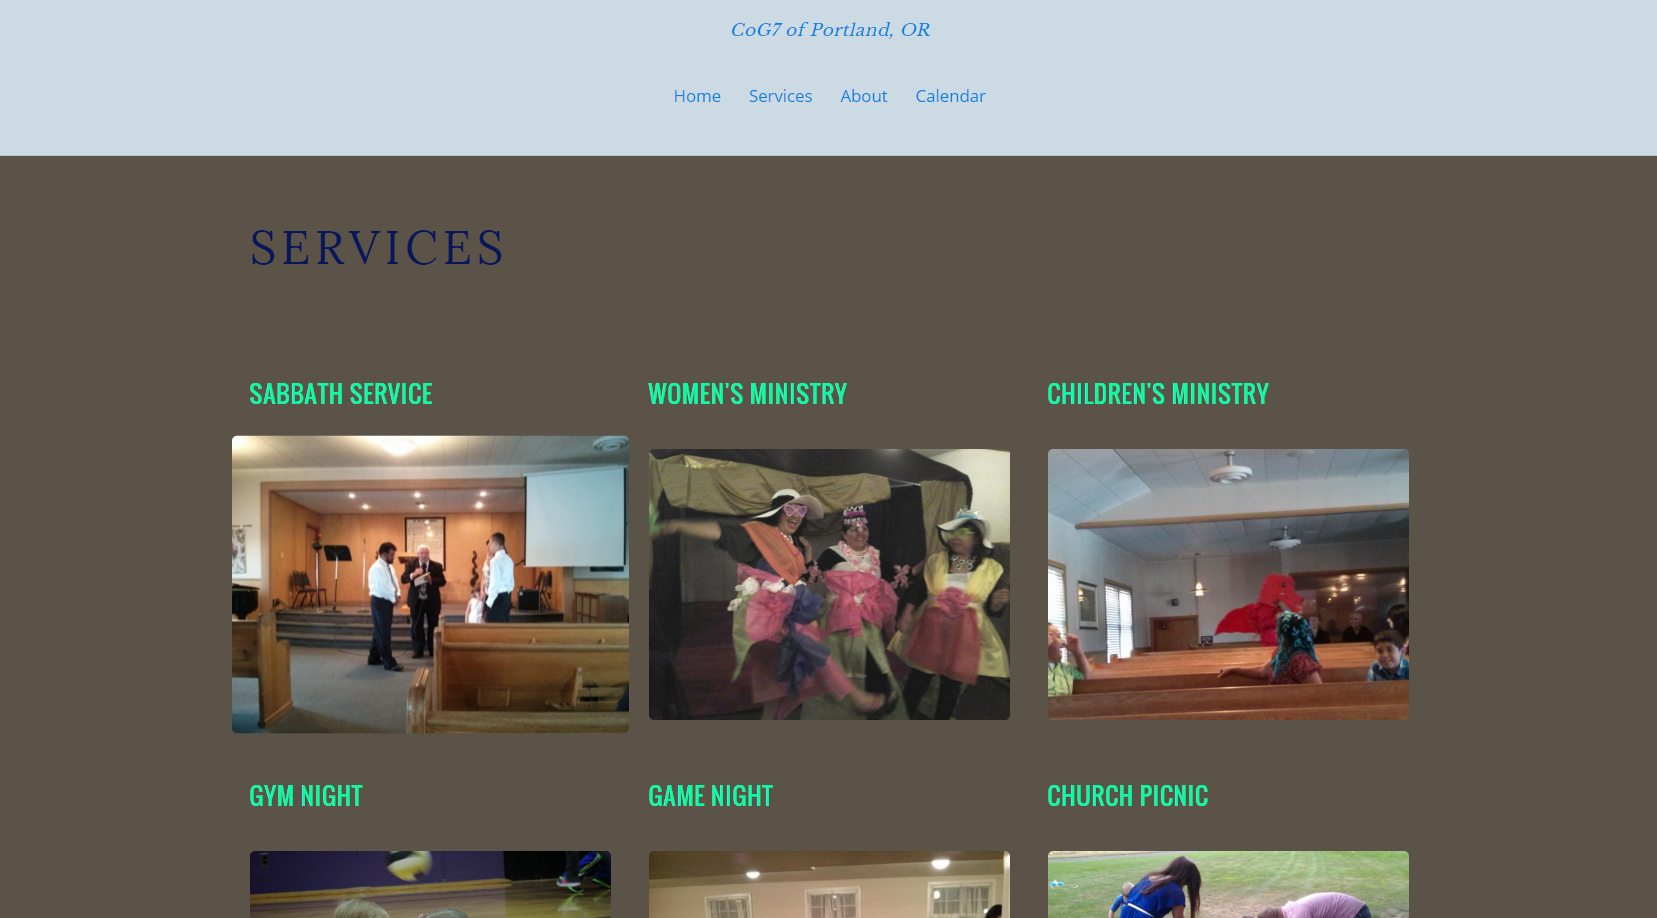 CoG7 of Portland, OR
Home Services About Calendar
SERVICES
SABBATH SERVICE WOMEN'S MINISTRY CHILDREN'S MINISTRY
GYM NIGHT GAME NIGHT CHURCH PICNIC